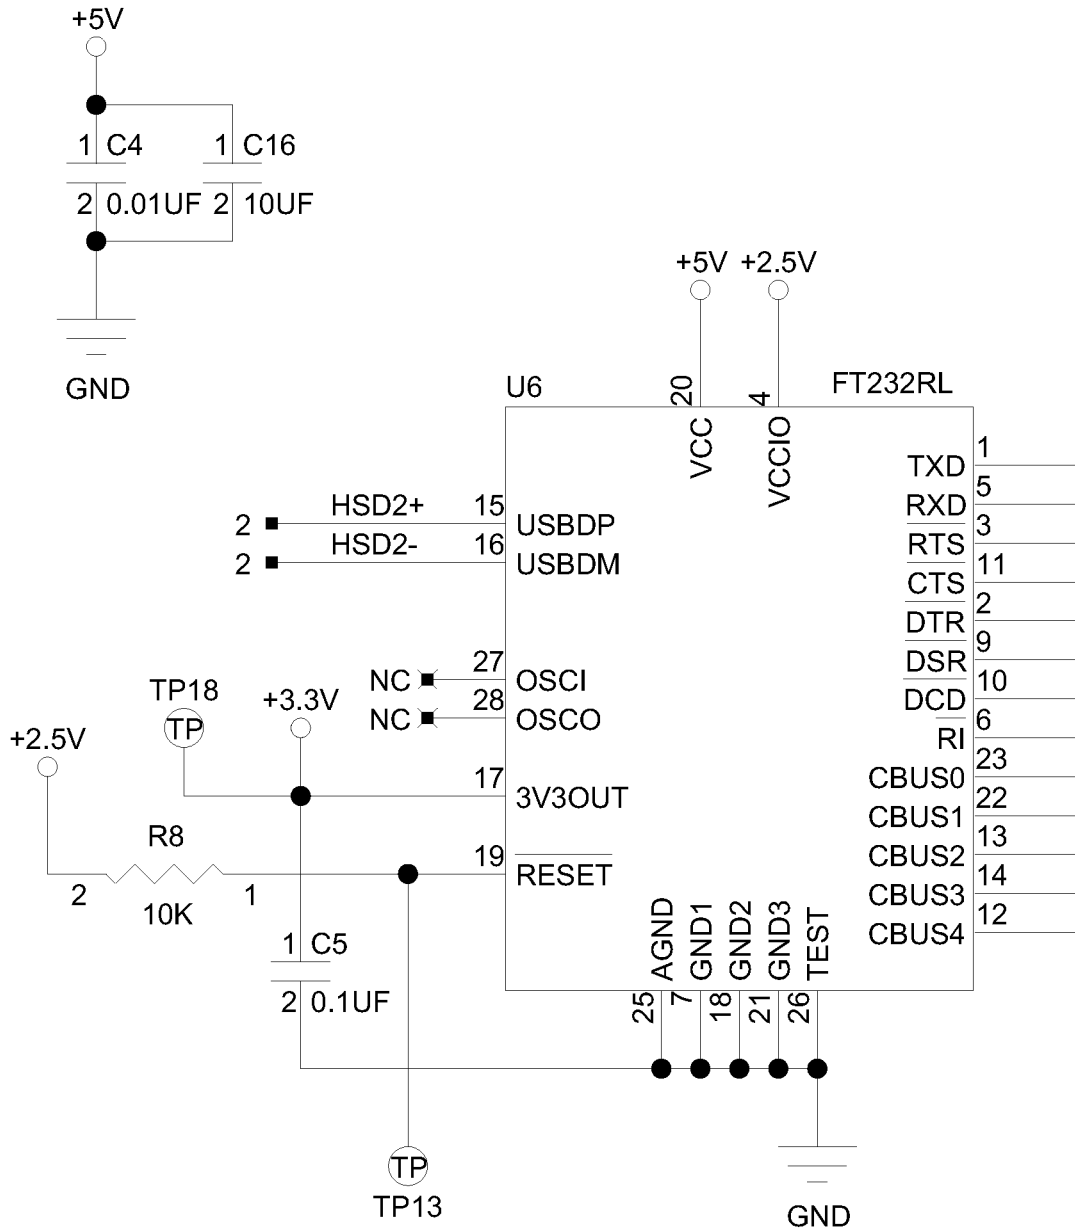 +5V
1 C4
1 C16
2 0.01UF
2 10UF
GND
+5V +2.5V
U6
FT232RL
20
4
VCC
VCCIO
HSD2+
15
2
USBDP
HSD2-
16
2
USBDM
NC
27
OSCI
NC
28
OSCO
TP18
TP
+3.3V
+2.5V
17
3V3OUT
R8
2
10K
1
19
RESET
1 C5
2 0.1UF
TXD
1
RXD
5
RTS
3
CTS
11
DTR
2
DSR
9
DCD
10
RI
6
CBUS0
23
CBUS1
22
CBUS2
13
CBUS3
14
CBUS4
12
AGND
GND1
GND2
GND3
TEST
25
7
18
21
26
TP
TP13
GND